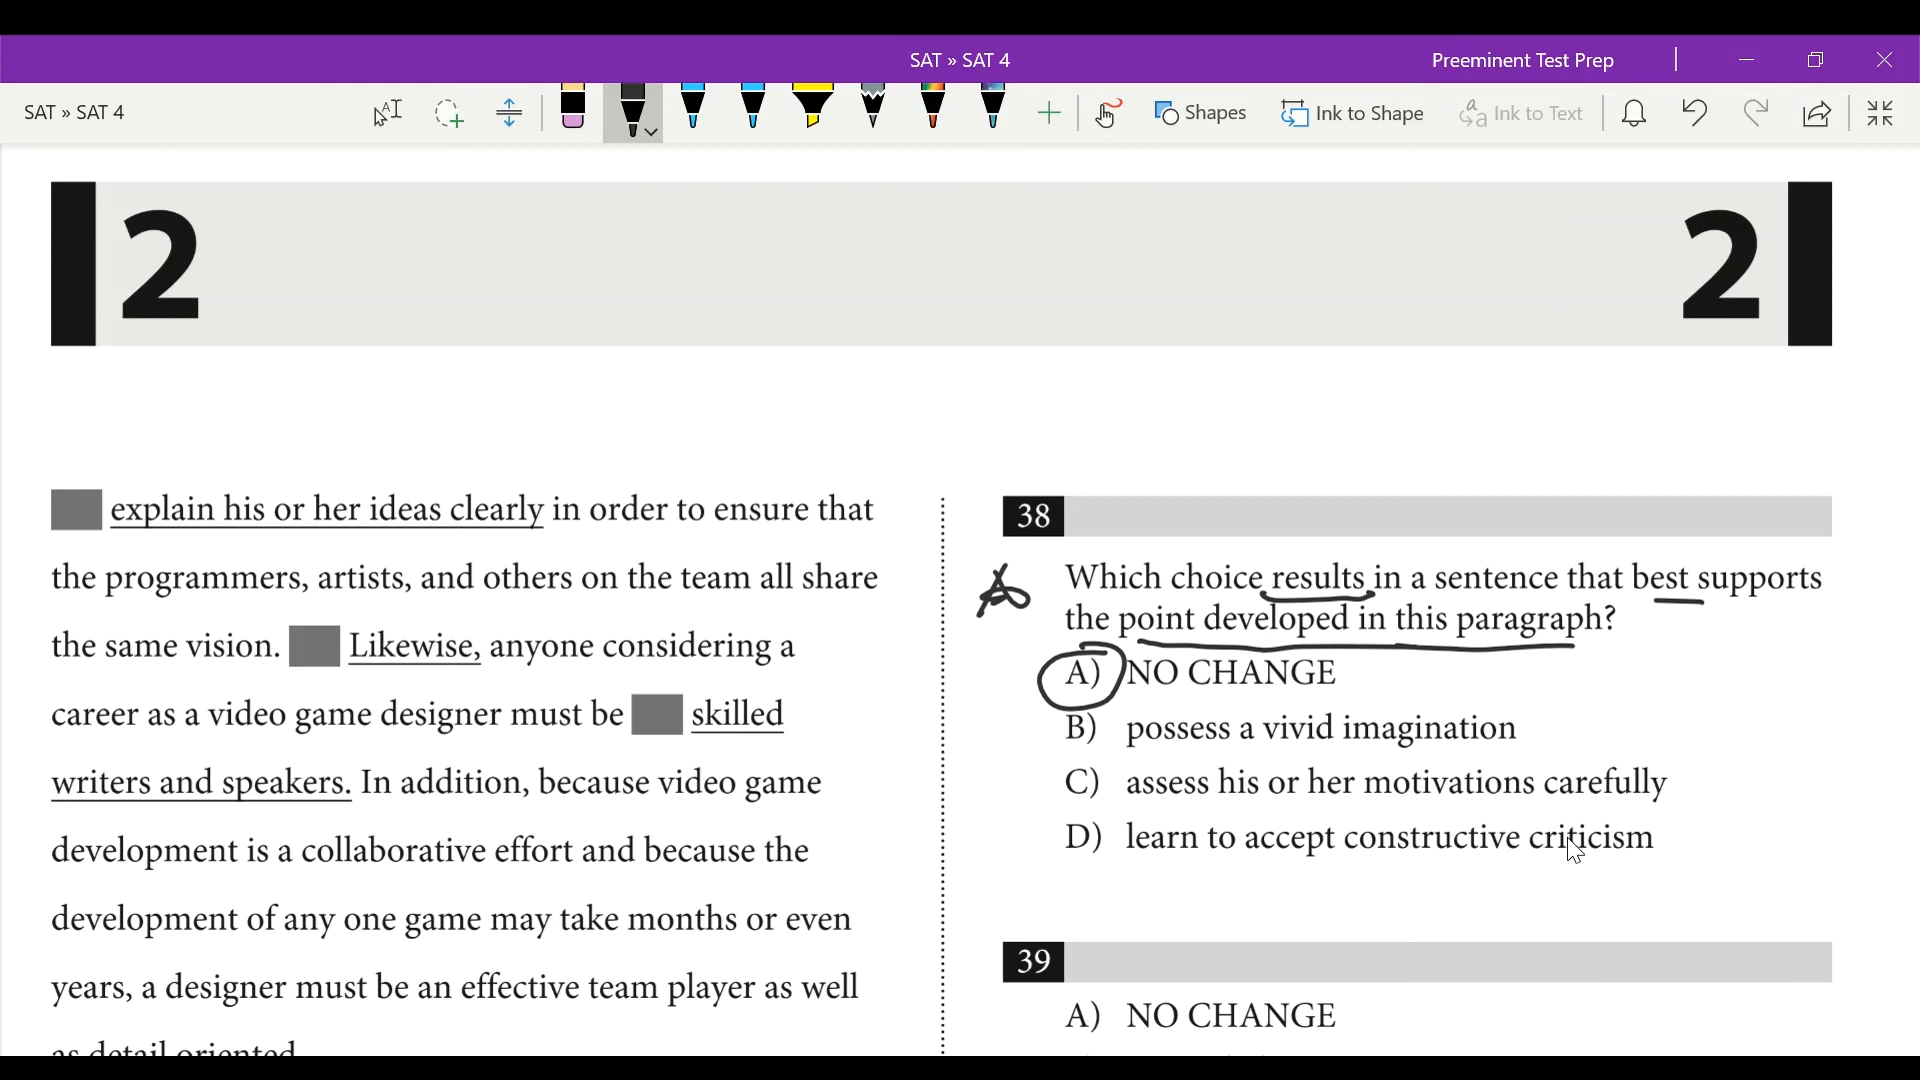 SAT » SAT 4
Preeminent Test Prep
SAT » SAT 4
Shapes
Ink to Shape
Ink to Text
2
2
explain his or her ideas clearly in order to ensure that
the programmers, artists, and others on the team all share
the same vision. Likewise, anyone considering a
career as a video game designer must be skilled
writers and speakers. In addition, because video game
development is a collaborative effort and because the
development of any one game may take months or even
years, a designer must be an effective team player as well
as detail oriented.
38
Which choice results in a sentence that best supports
the point developed in this paragraph?
A) NO CHANGE
B) possess a vivid imagination
C) assess his or her motivations carefully
D) learn to accept constructive criticism
39
A) NO CHANGE